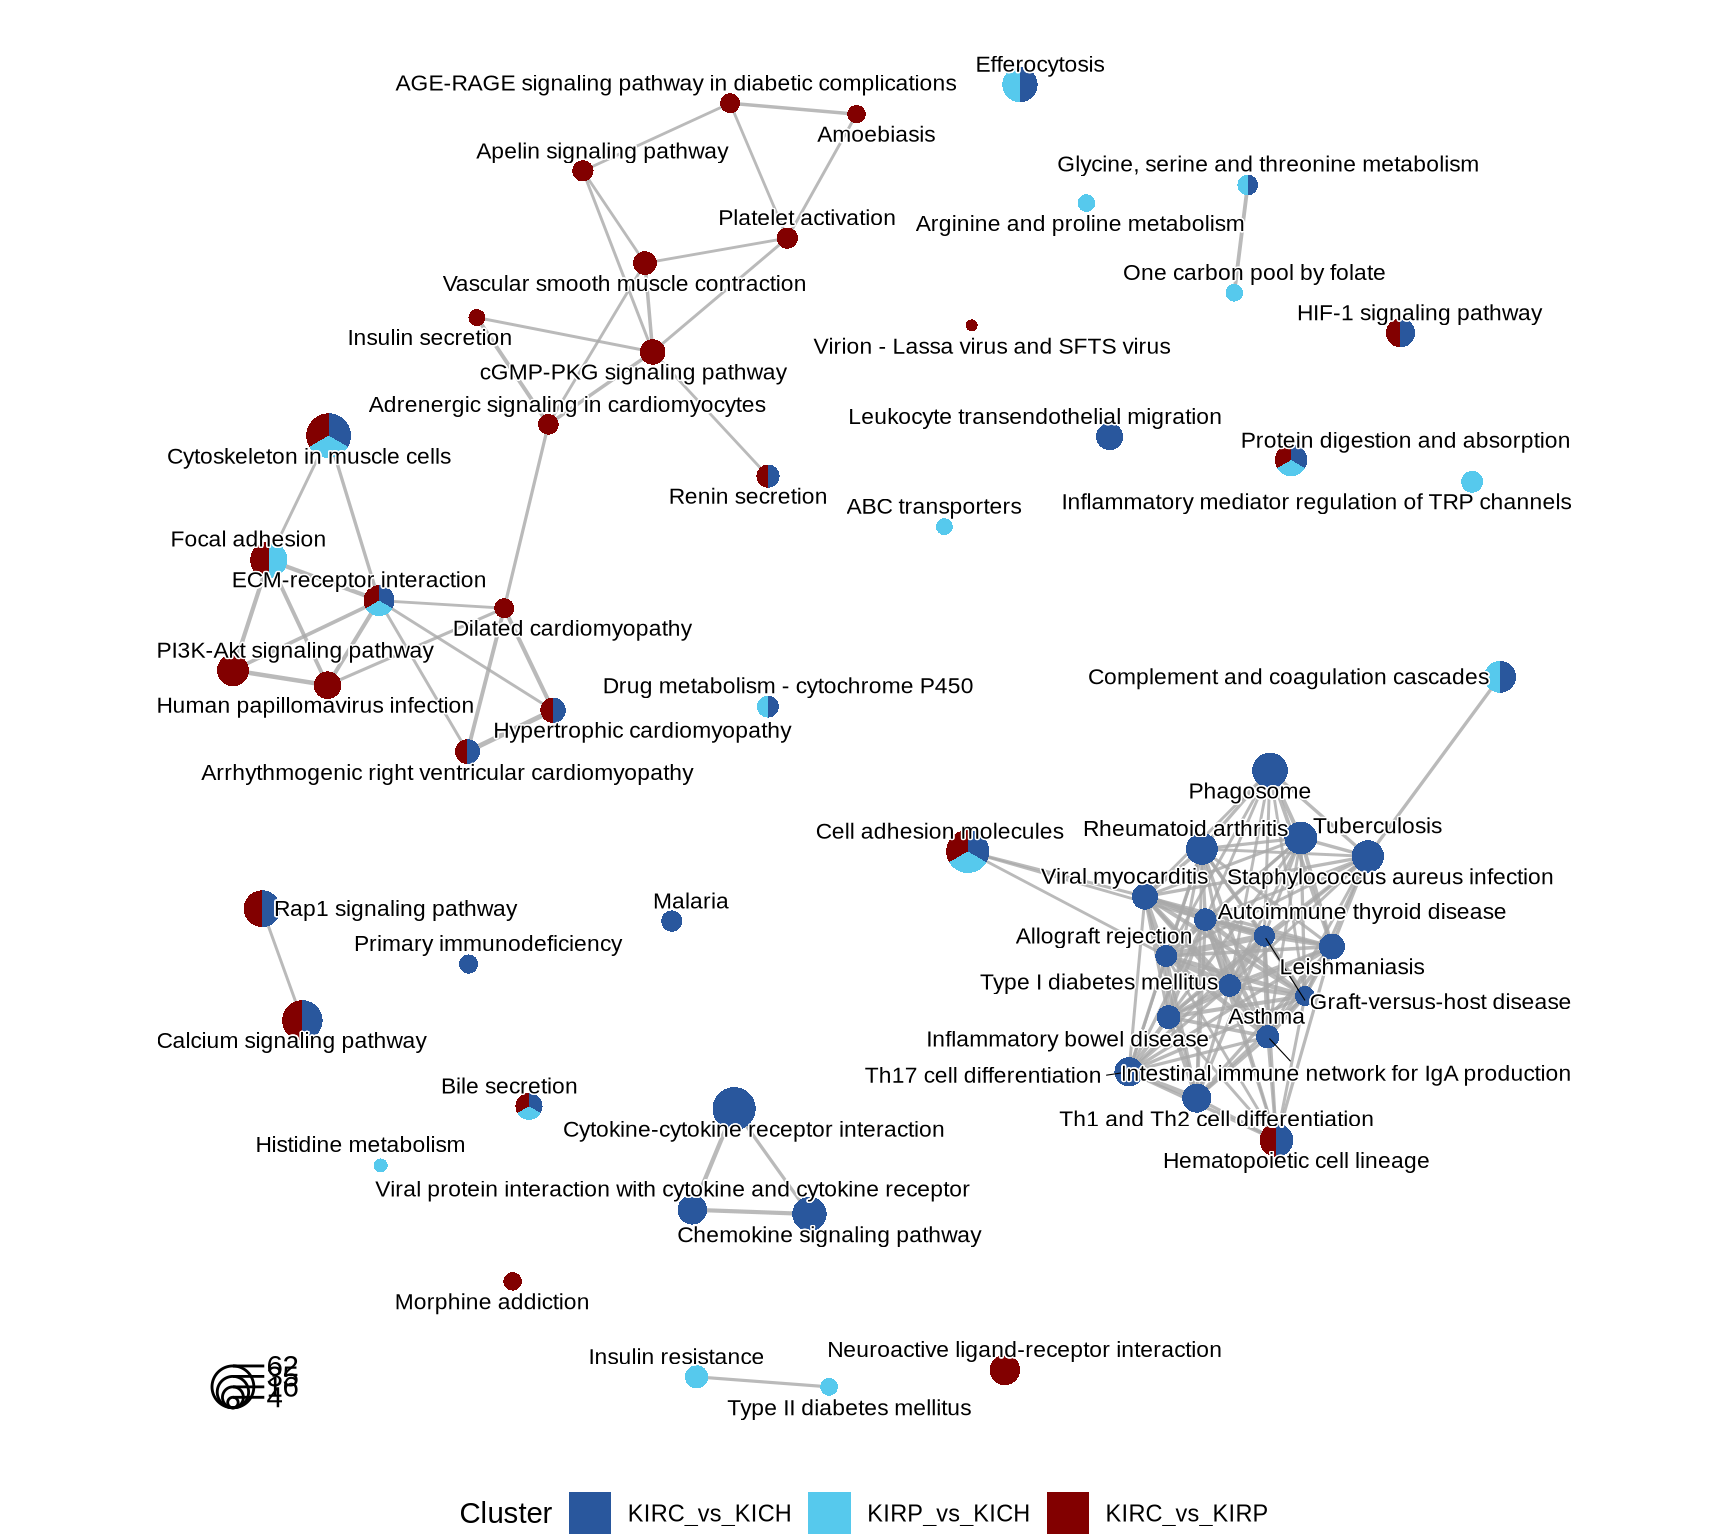 Efferocytosis
AGE-RAGE signaling pathway in diabetic complications
Amoebiasis
Apelin signaling pathway
Glycine, serine and threonine metabolism
Platelet activation
Arginine and proline metabolism
One carbon pool by folate
Vascular smooth muscle contraction
HIF-1 signaling pathway
Insulin secretion
Virion - Lassa virus and SFTS virus
cGMP-PKG signaling pathway
Adrenergic signaling in cardiomyocytes
Leukocyte transendothelial migration
Protein digestion and absorption
Cytoskeleton in muscle cells
Renin secretion
ABC transporters
Inflammatory mediator regulation of TRP channels
Focal adhesion
ECM-receptor interaction
Dilated cardiomyopathy
PI3K-Akt signaling pathway
Complement and coagulation cascades
Drug metabolism - cytochrome P450
Human papillomavirus infection
Hypertrophic cardiomyopathy
Arrhythmogenic right ventricular cardiomyopathy
Phagosome
Cell adhesion molecules
Rheumatoid arthritis
Tuberculosis
Viral myocarditis
Staphylococcus aureus infection
Malaria
Rap1 signaling pathway
Autoimmune thyroid disease
Primary immunodeficiency
Allograft rejection
Leishmaniasis
Type I diabetes mellitus
Graft-versus-host disease
Asthma
Calcium signaling pathway
Inflammatory bowel disease
Th17 cell differentiation
Intestinal immune network for IgA production
Bile secretion
Th1 and Th2 cell differentiation
Cytokine-cytokine receptor interaction
Histidine metabolism
Hematopoietic cell lineage
Viral protein interaction with cytokine and cytokine receptor
Chemokine signaling pathway
Morphine addiction
Neuroactive ligand-receptor interaction
Insulin resistance
62
10
4
Type II diabetes mellitus
Cluster
KIRC_vs_KICH
KIRP_vs_KICH
KIRC_vs_KIRP